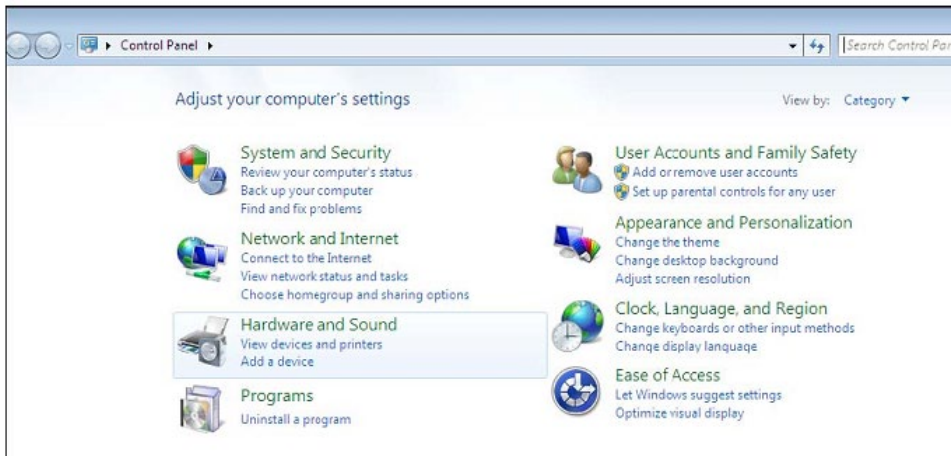 Control Panel
Search Control Par
Adjust your computer's settings
View by: Category
System and Security
Review your computer's status
Back up your computer
Find and fix problems
Network and Internet
Connect to the Internet
View network status and tasks
Choose homegroup and sharing options
Hardware and Sound
View devices and printers
Add a device
Programs
Uninstall a program
User Accounts and Family Safety
Add or remove user accounts
Set up parental controls for any user
Appearance and Personalization
Change the theme
Change desktop background
Adjust screen resolution
Clock, Language, and Region
Change keyboards or other input methods
Change display language
Ease of Access
Let Windows suggest settings
Optimize visual display